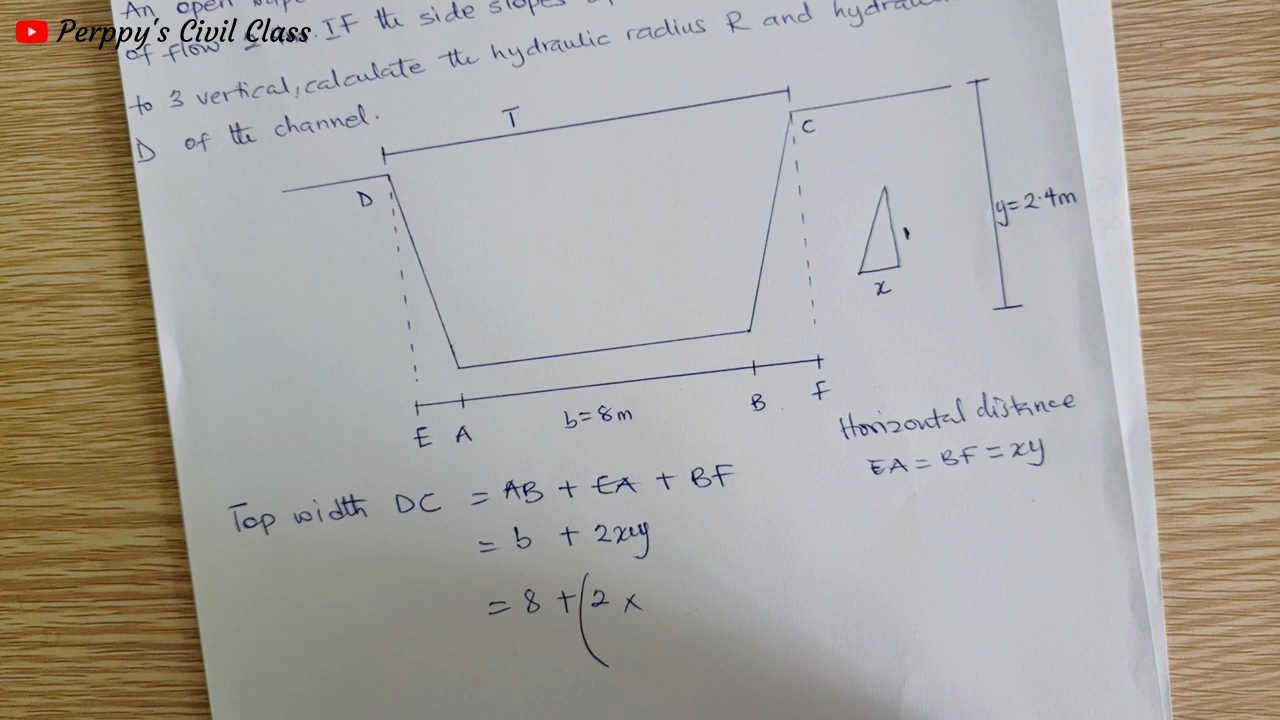 Perppy's Civil Class
An open
of flow IF the side slopes
to 3 vertical, calculate the hydraulic radius R and
D of the channel.
T
C
D
y=2.4m
1
x
b=8m
E A B F
Horizontal distance
EA = BF = xy
Top width DC = AB + EA + BF
= b + 2xy
= 8 + (2 x